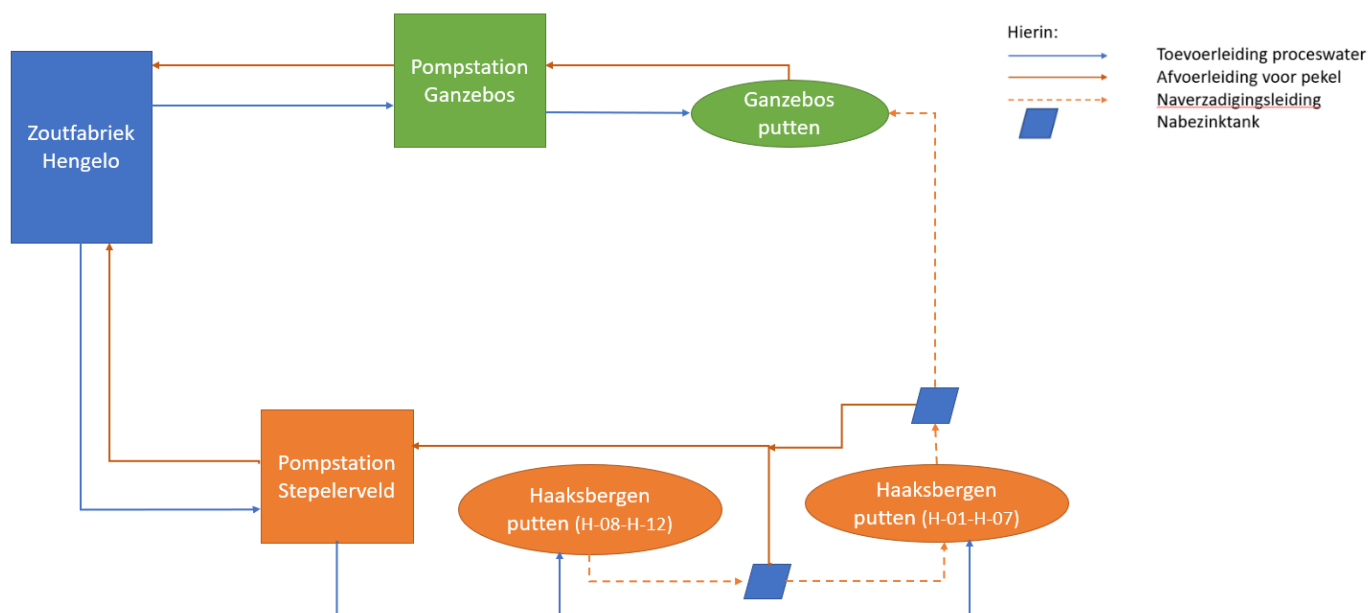 Hierin:
Toevoerleiding proceswater
Afvoerleiding voor pekel
Naverzadigingsleiding
Nabezinktank
Zoutfabriek
Hengelo
Pompstation
Ganzebos
Ganzebos
putten
Pompstation
Stepelerveld
Haaksbergen
putten (H-08-H-12)
Haaksbergen
putten (H-01-H-07)